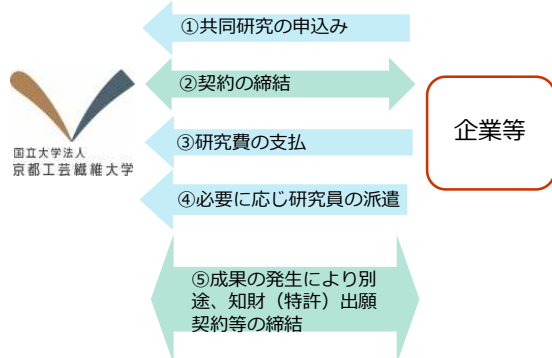 ①共同研究の申込み
②契約の締結
国立大学法人
京都工芸繊維大学
企業等
③研究費の支払
④必要に応じ研究員の派遣
⑤成果の発生により別
途、知財（特許）出願
契約等の締結